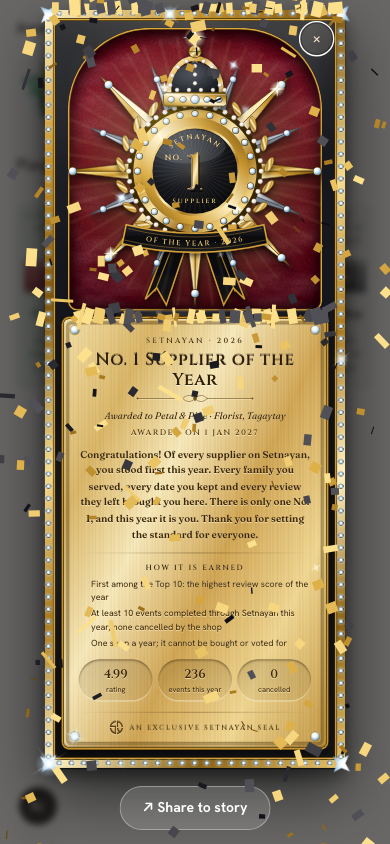 ×
SETNAYAN
NO.
1
SUPPLIER
OF THE YEAR · 2026
SETNAYAN · 2026
No. 1 Supplier of the
Year
Awarded to Petal & · Florist, Tagaytay
AWARDED ON 1 JAN 2027
Congratulations! Of every supplier on Setnayan,
you stood first this year. Every family you
served, every date you kept and every review
they left brought you here. There is only one No.
1, and this year it is you. Thank you for setting
the standard for everyone.
HOW IT IS EARNED
First among the Top 10: the highest review score of the
year
At least 10 events completed through Setnayan this
year, none cancelled by the shop
One shop a year; it cannot be bought or voted for
4.99
rating
236
events this year
0
cancelled
AN EXCLUSIVE SETNAYAN SEAL
↗ Share to story